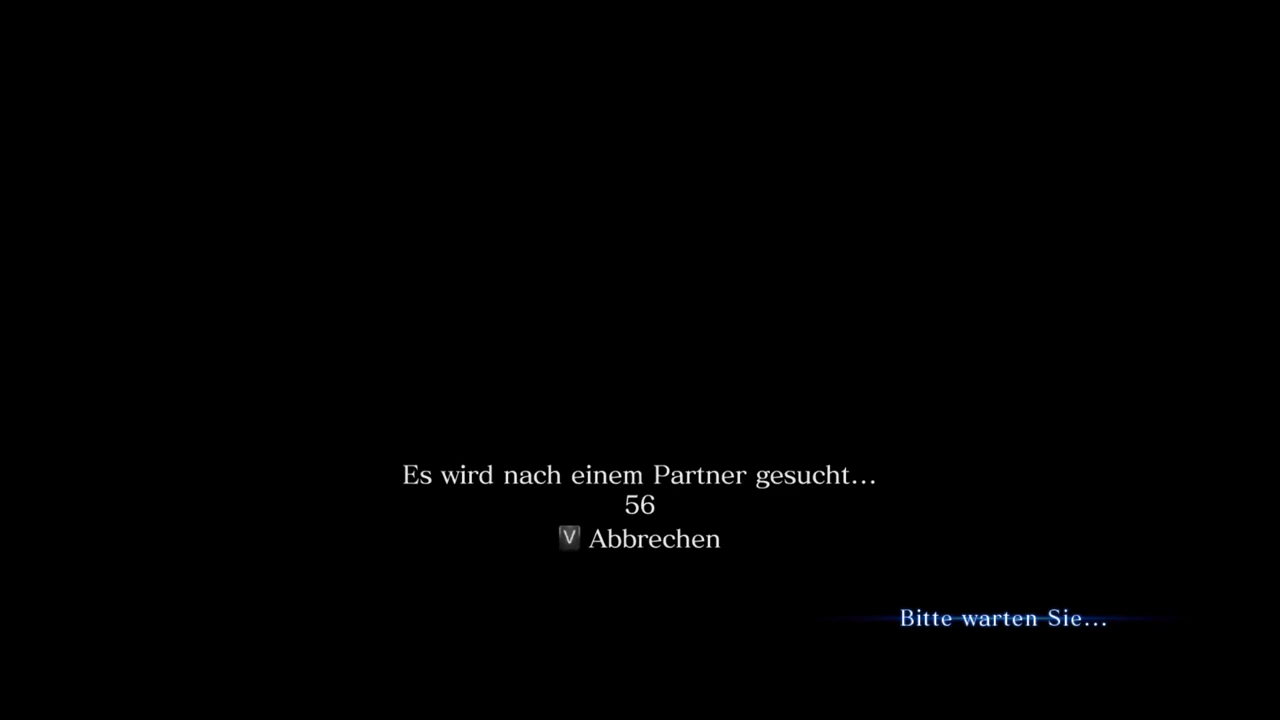 Es wird nach einem Partner gesucht...
56
V Abbrechen
Bitte warten Sie...